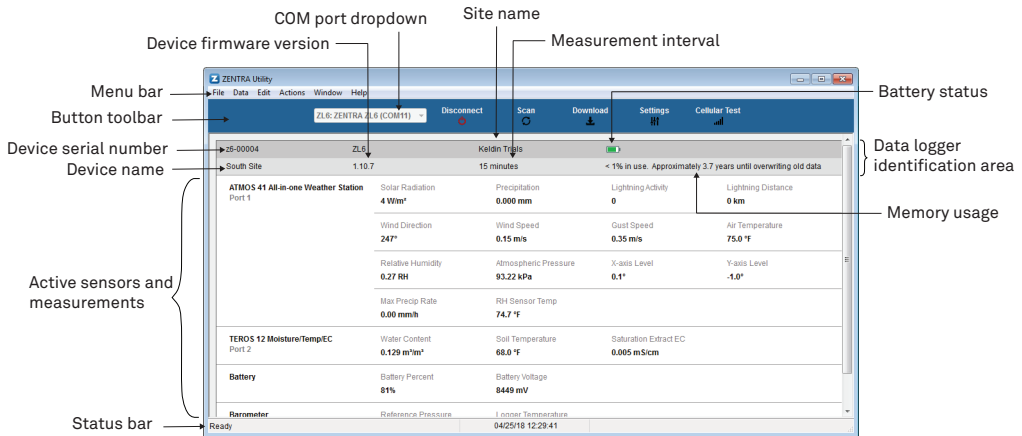 COM port dropdown
Site name
Device firmware version
Measurement interval
Menu bar
Button toolbar
Device serial number
Device name
Active sensors and
measurements
Status bar
Battery status
Data logger
identification area
Memory usage
Z ZENTRA Utility
File Data Edit Actions Window Help
ZL6: ZENTRA ZL6 (COM11) Disconnect Scan Download Settings Cellular Test
z6-00004 ZL6 Keldin Trials
South Site 1.10.7 15 minutes < 1% in use. Approximately 3.7 years until overwriting old data
ATMOS 41 All-in-one Weather Station Solar Radiation Precipitation Lightning Activity Lightning Distance
Port 1 4 W/m² 0.000 mm 0 0 km
Wind Direction Wind Speed Gust Speed Air Temperature
247° 0.15 m/s 0.35 m/s 75.0 °F
Relative Humidity Atmospheric Pressure X-axis Level Y-axis Level
0.27 RH 93.22 kPa 0.1° -1.0°
Max Precip Rate RH Sensor Temp
0.00 mm/h 74.7 °F
TEROS 12 Moisture/Temp/EC Water Content Soil Temperature Saturation Extract EC
Port 2 0.129 m³/m³ 68.0 °F 0.005 mS/cm
Battery Battery Percent Battery Voltage
81% 8449 mV
Barometer Reference Pressure Logger Temperature
Ready 04/25/18 12:29:41